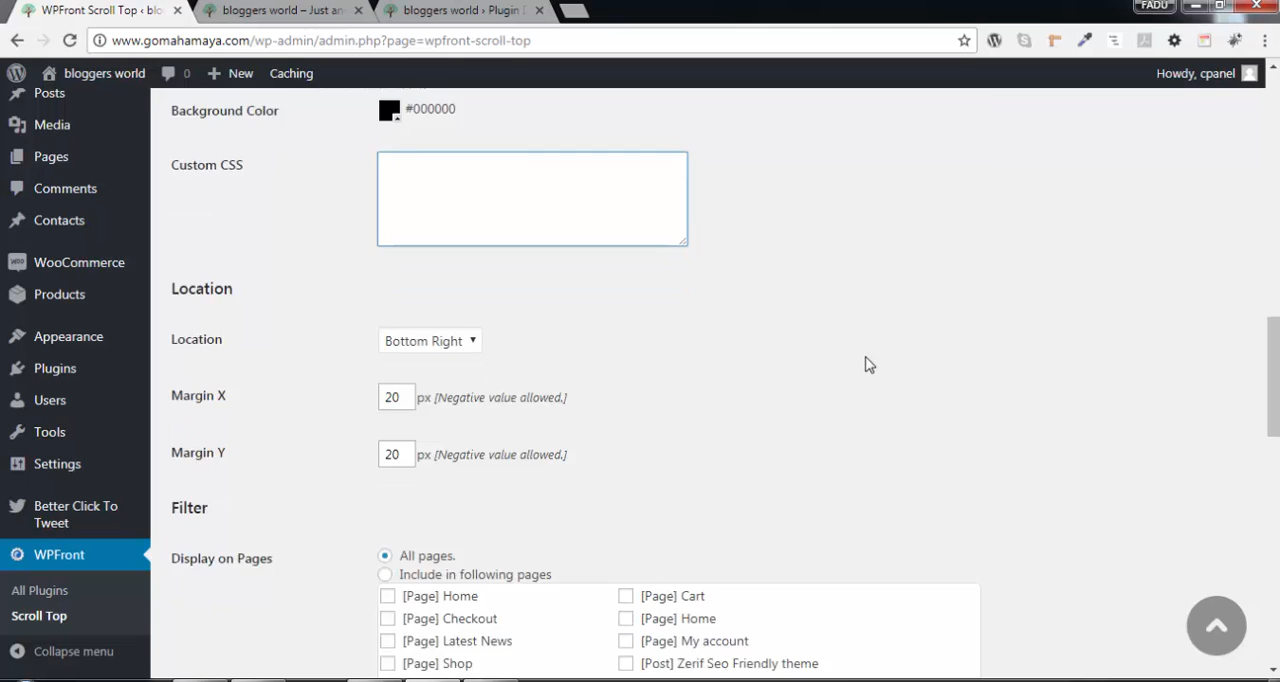 WPFront Scroll Top ‹ blo
bloggers world – Just an
bloggers world › Plugin D
FADU
www.gomahamaya.com/wp-admin/admin.php?page=wpfront-scroll-top
bloggers world
0
New
Caching
Howdy, cpanel
Posts
Media
Pages
Comments
Contacts
WooCommerce
Products
Appearance
Plugins
Users
Tools
Settings
Better Click To
Tweet
WPFront
All Plugins
Scroll Top
Collapse menu
Background Color
#000000
Custom CSS
Location
Location
Bottom Right
Margin X
20 px [Negative value allowed.]
Margin Y
20 px [Negative value allowed.]
Filter
Display on Pages
All pages.
Include in following pages
[Page] Home
[Page] Cart
[Page] Checkout
[Page] Home
[Page] Latest News
[Page] My account
[Page] Shop
[Post] Zerif Seo Friendly theme